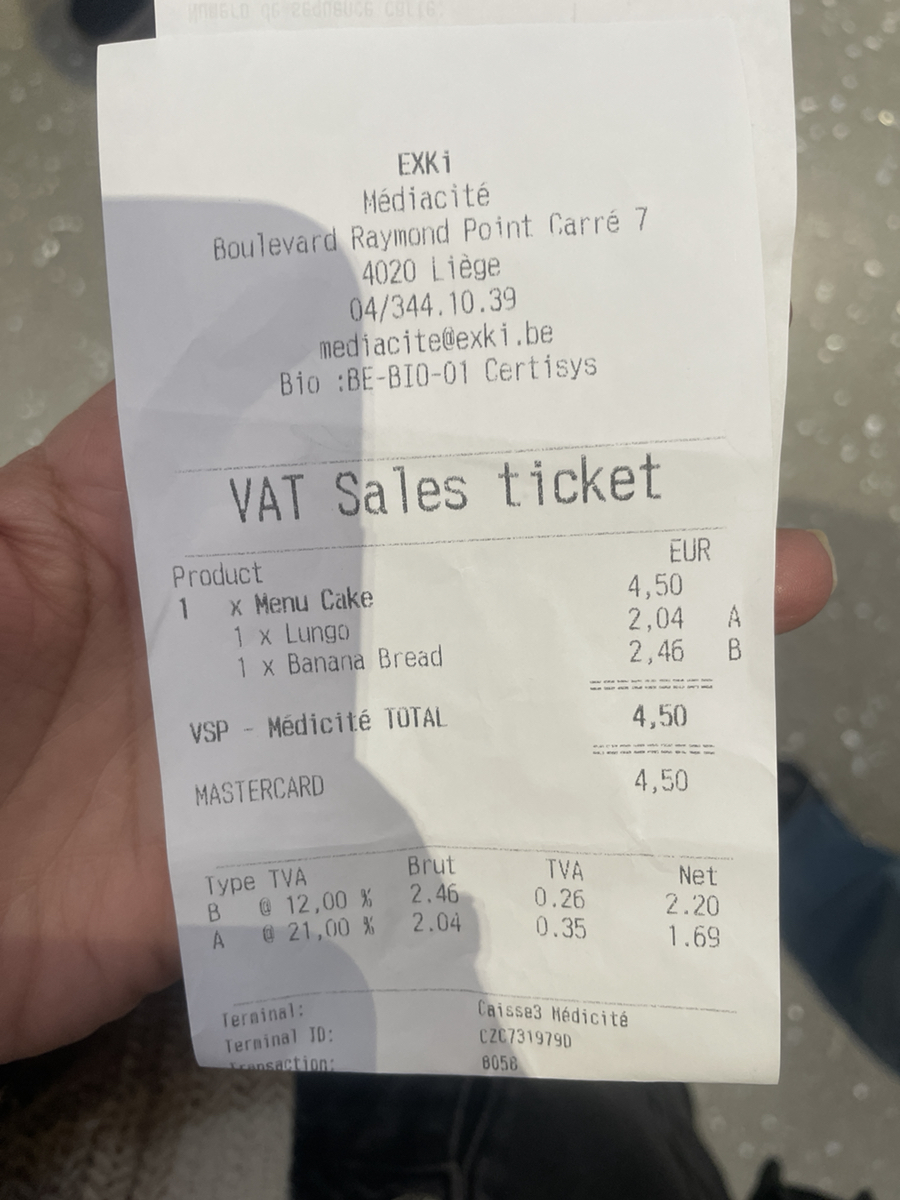 EXKi
Médiacité
Boulevard Raymond Point Carré 7
4020 Liège
04/344.10.39
mediacite@exki.be
Bio :BE-BIO-01 Certisys
VAT Sales ticket
Product EUR
1 x Menu Cake 4,50
1 x Lungo 2,04 A
1 x Banana Bread 2,46 B
VSP - Médicité TOTAL 4,50
MASTERCARD 4,50
Type TVA Brut TVA Net
B @ 12,00 % 2.46 0.26 2.20
A @ 21,00 % 2.04 0.35 1.69
Terminal: Caisse3 Médicité
Terminal ID: CZC731979D
Transaction: 8058